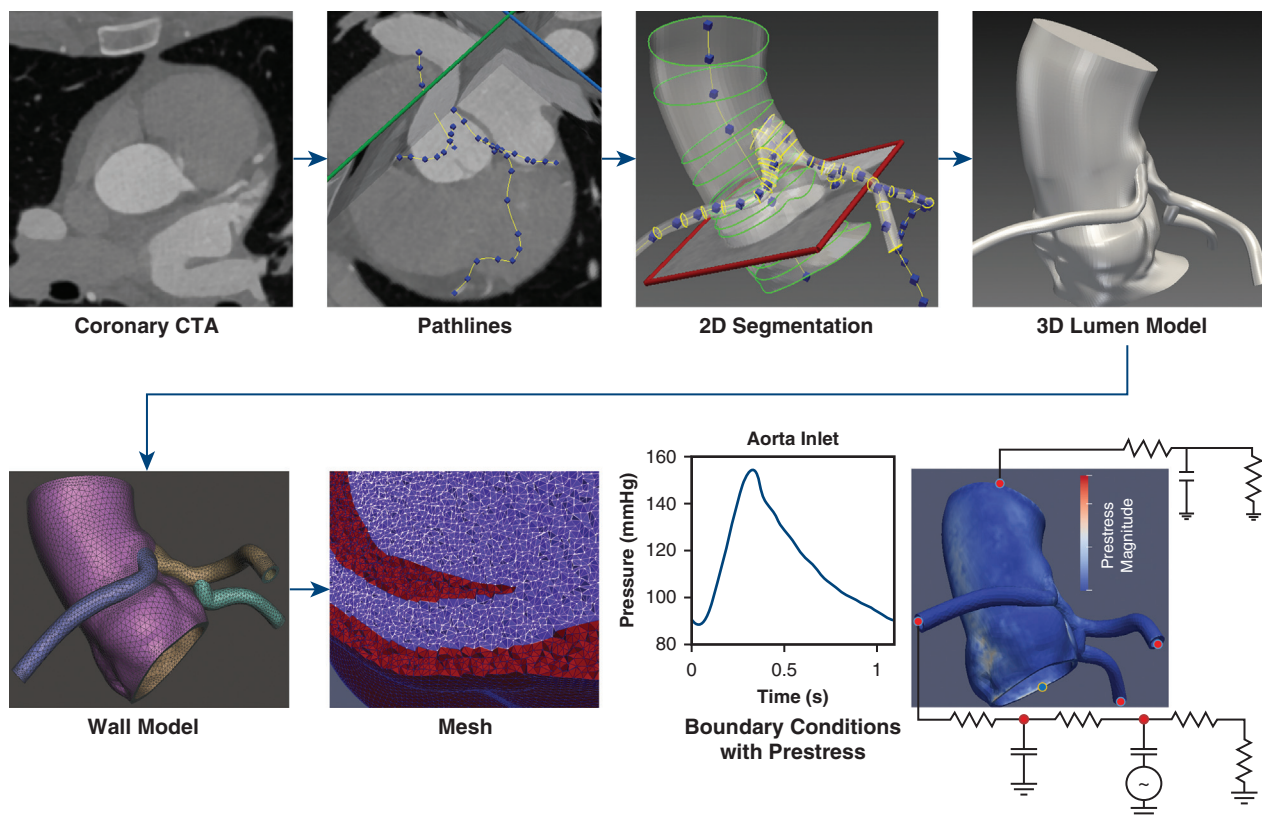 Coronary CTA
Pathlines
2D Segmentation
3D Lumen Model
Wall Model
Mesh
Aorta Inlet
Pressure (mmHg)
160
140
120
100
80
0
0.5
1
Time (s)
Boundary Conditions
with Prestress
Prestress
Magnitude
~